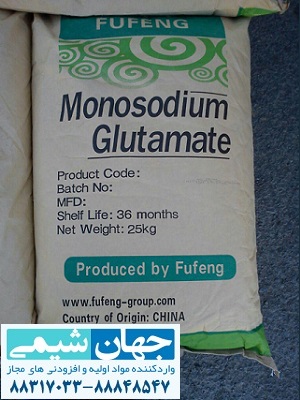 FUFENG
Monosodium
Glutamate
Product Code:
Batch No:
MFD:
Shelf Life: 36 months
Net Weight: 25kg
Produced by Fufeng
www.fufeng-group.com
Country of Origin: CHINA
جهان شیمی
واردکننده مواد اولیه و افزودنی های مجاز
۸۸۳۱۷۰۳۳-۸۸۸۴۸۵۴۷